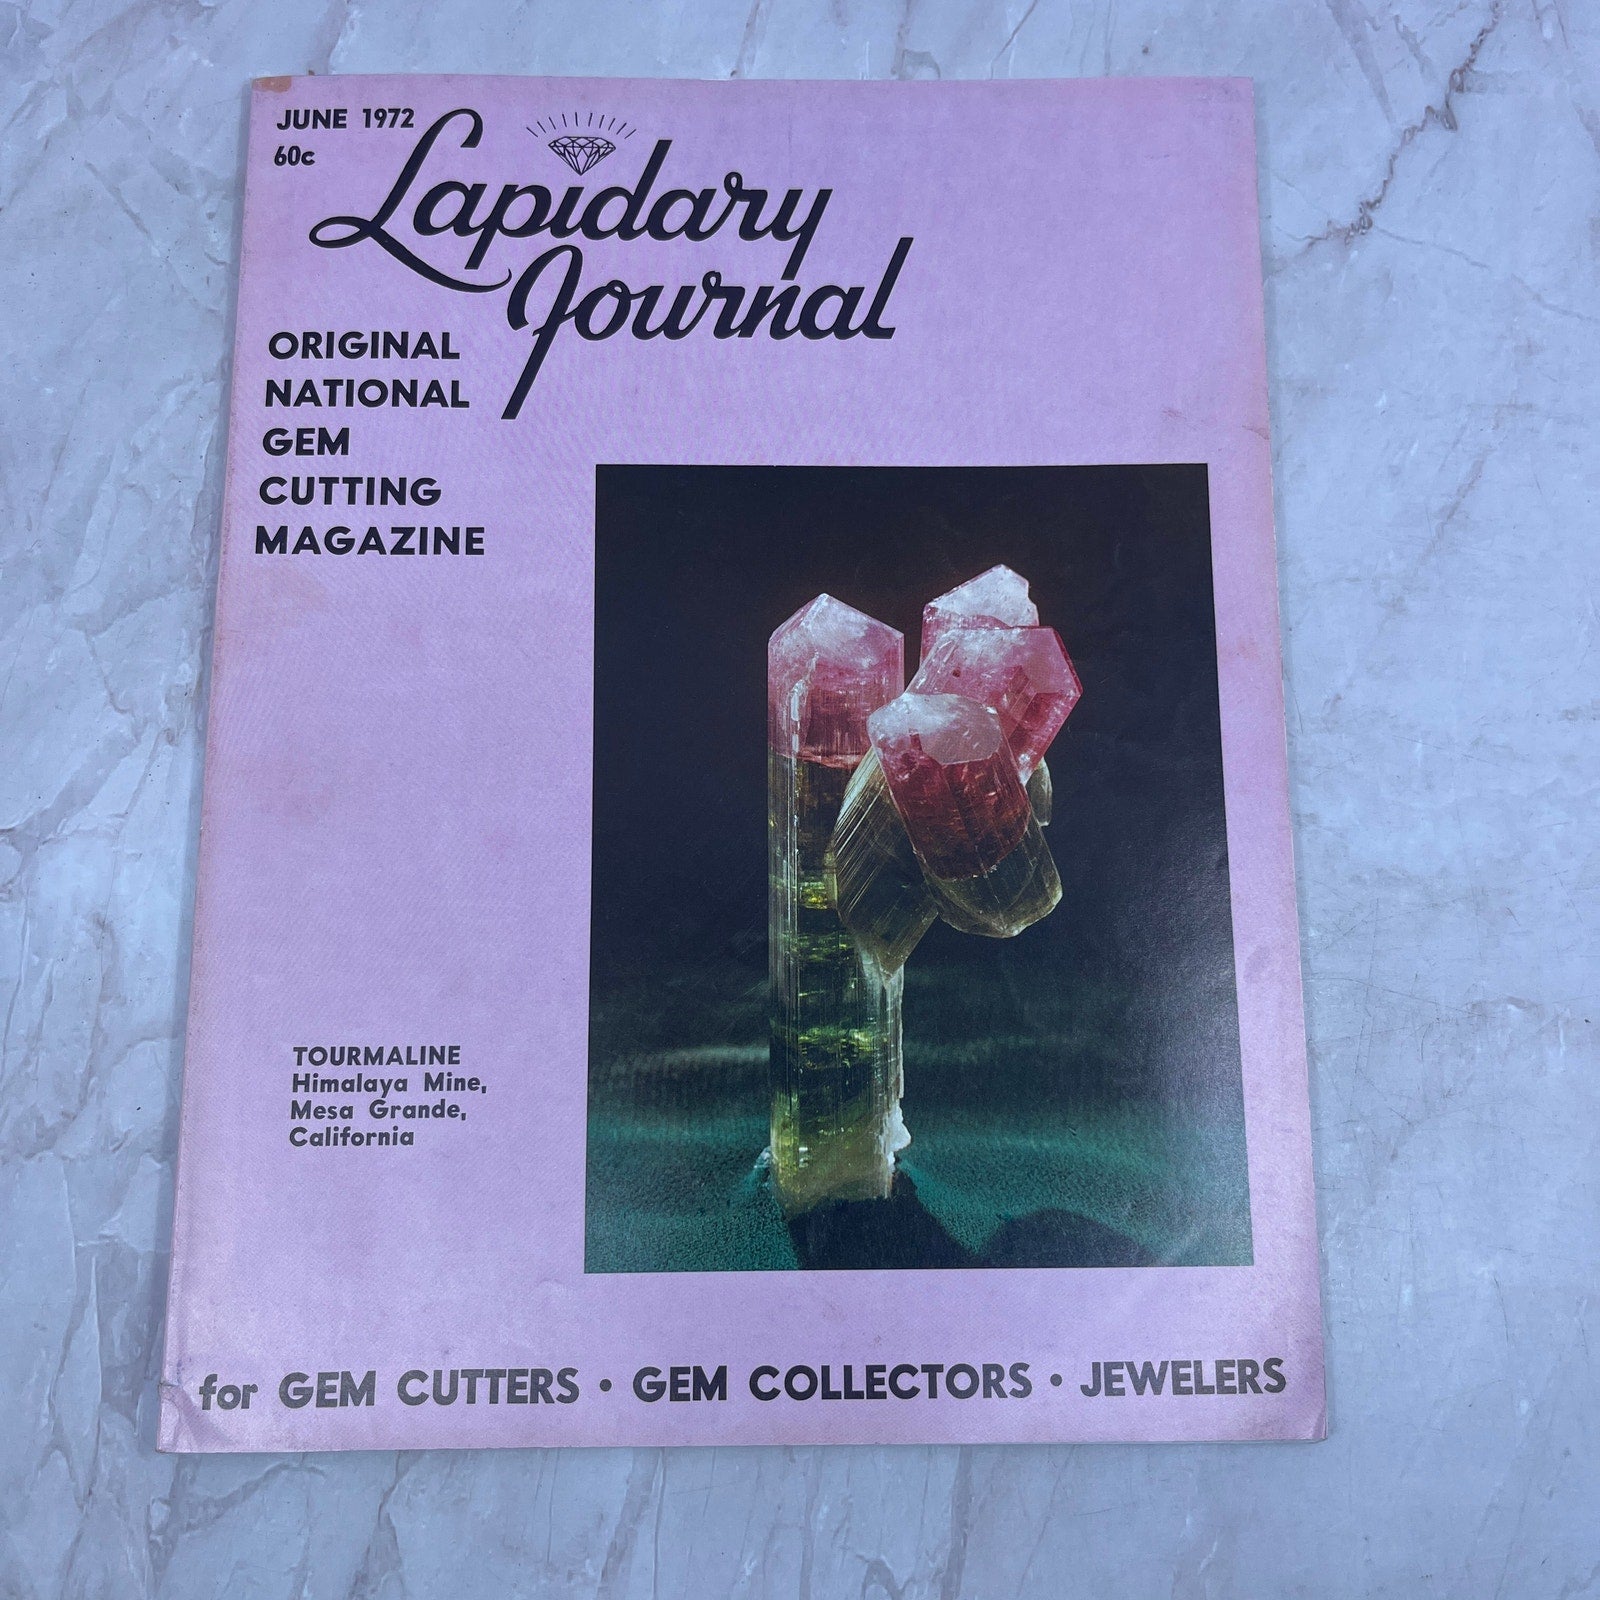 JUNE 1972
60c
Lapidary
Journal
ORIGINAL
NATIONAL
GEM
CUTTING
MAGAZINE
TOURMALINE
Himalaya Mine,
Mesa Grande,
California
for GEM CUTTERS • GEM COLLECTORS • JEWELERS